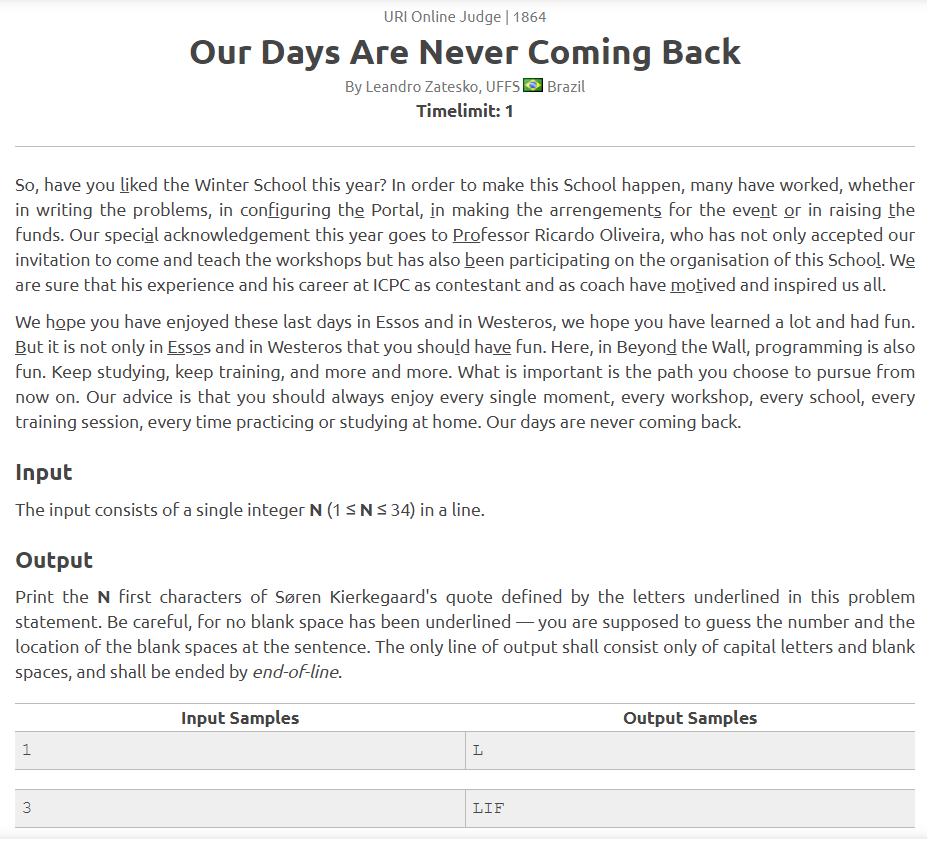 URI Online Judge | 1864
Our Days Are Never Coming Back
By Leandro Zatesko, UFFS Brazil
Timelimit: 1
So, have you liked the Winter School this year? In order to make this School happen, many have worked, whether
in writing the problems, in configuring the Portal, in making the arrengements for the event or in raising the
funds. Our special acknowledgement this year goes to Professor Ricardo Oliveira, who has not only accepted our
invitation to come and teach the workshops but has also been participating on the organisation of this School. We
are sure that his experience and his career at ICPC as contestant and as coach have motived and inspired us all.
We hope you have enjoyed these last days in Essos and in Westeros, we hope you have learned a lot and had fun.
But it is not only in Essos and in Westeros that you should have fun. Here, in Beyond the Wall, programming is also
fun. Keep studying, keep training, and more and more. What is important is the path you choose to pursue from
now on. Our advice is that you should always enjoy every single moment, every workshop, every school, every
training session, every time practicing or studying at home. Our days are never coming back.
Input
The input consists of a single integer N (1 ≤ N ≤ 34) in a line.
Output
Print the N first characters of Søren Kierkegaard's quote defined by the letters underlined in this problem
statement. Be careful, for no blank space has been underlined — you are supposed to guess the number and the
location of the blank spaces at the sentence. The only line of output shall consist only of capital letters and blank
spaces, and shall be ended by end-of-line.
Input Samples Output Samples
1 L
3 LIF